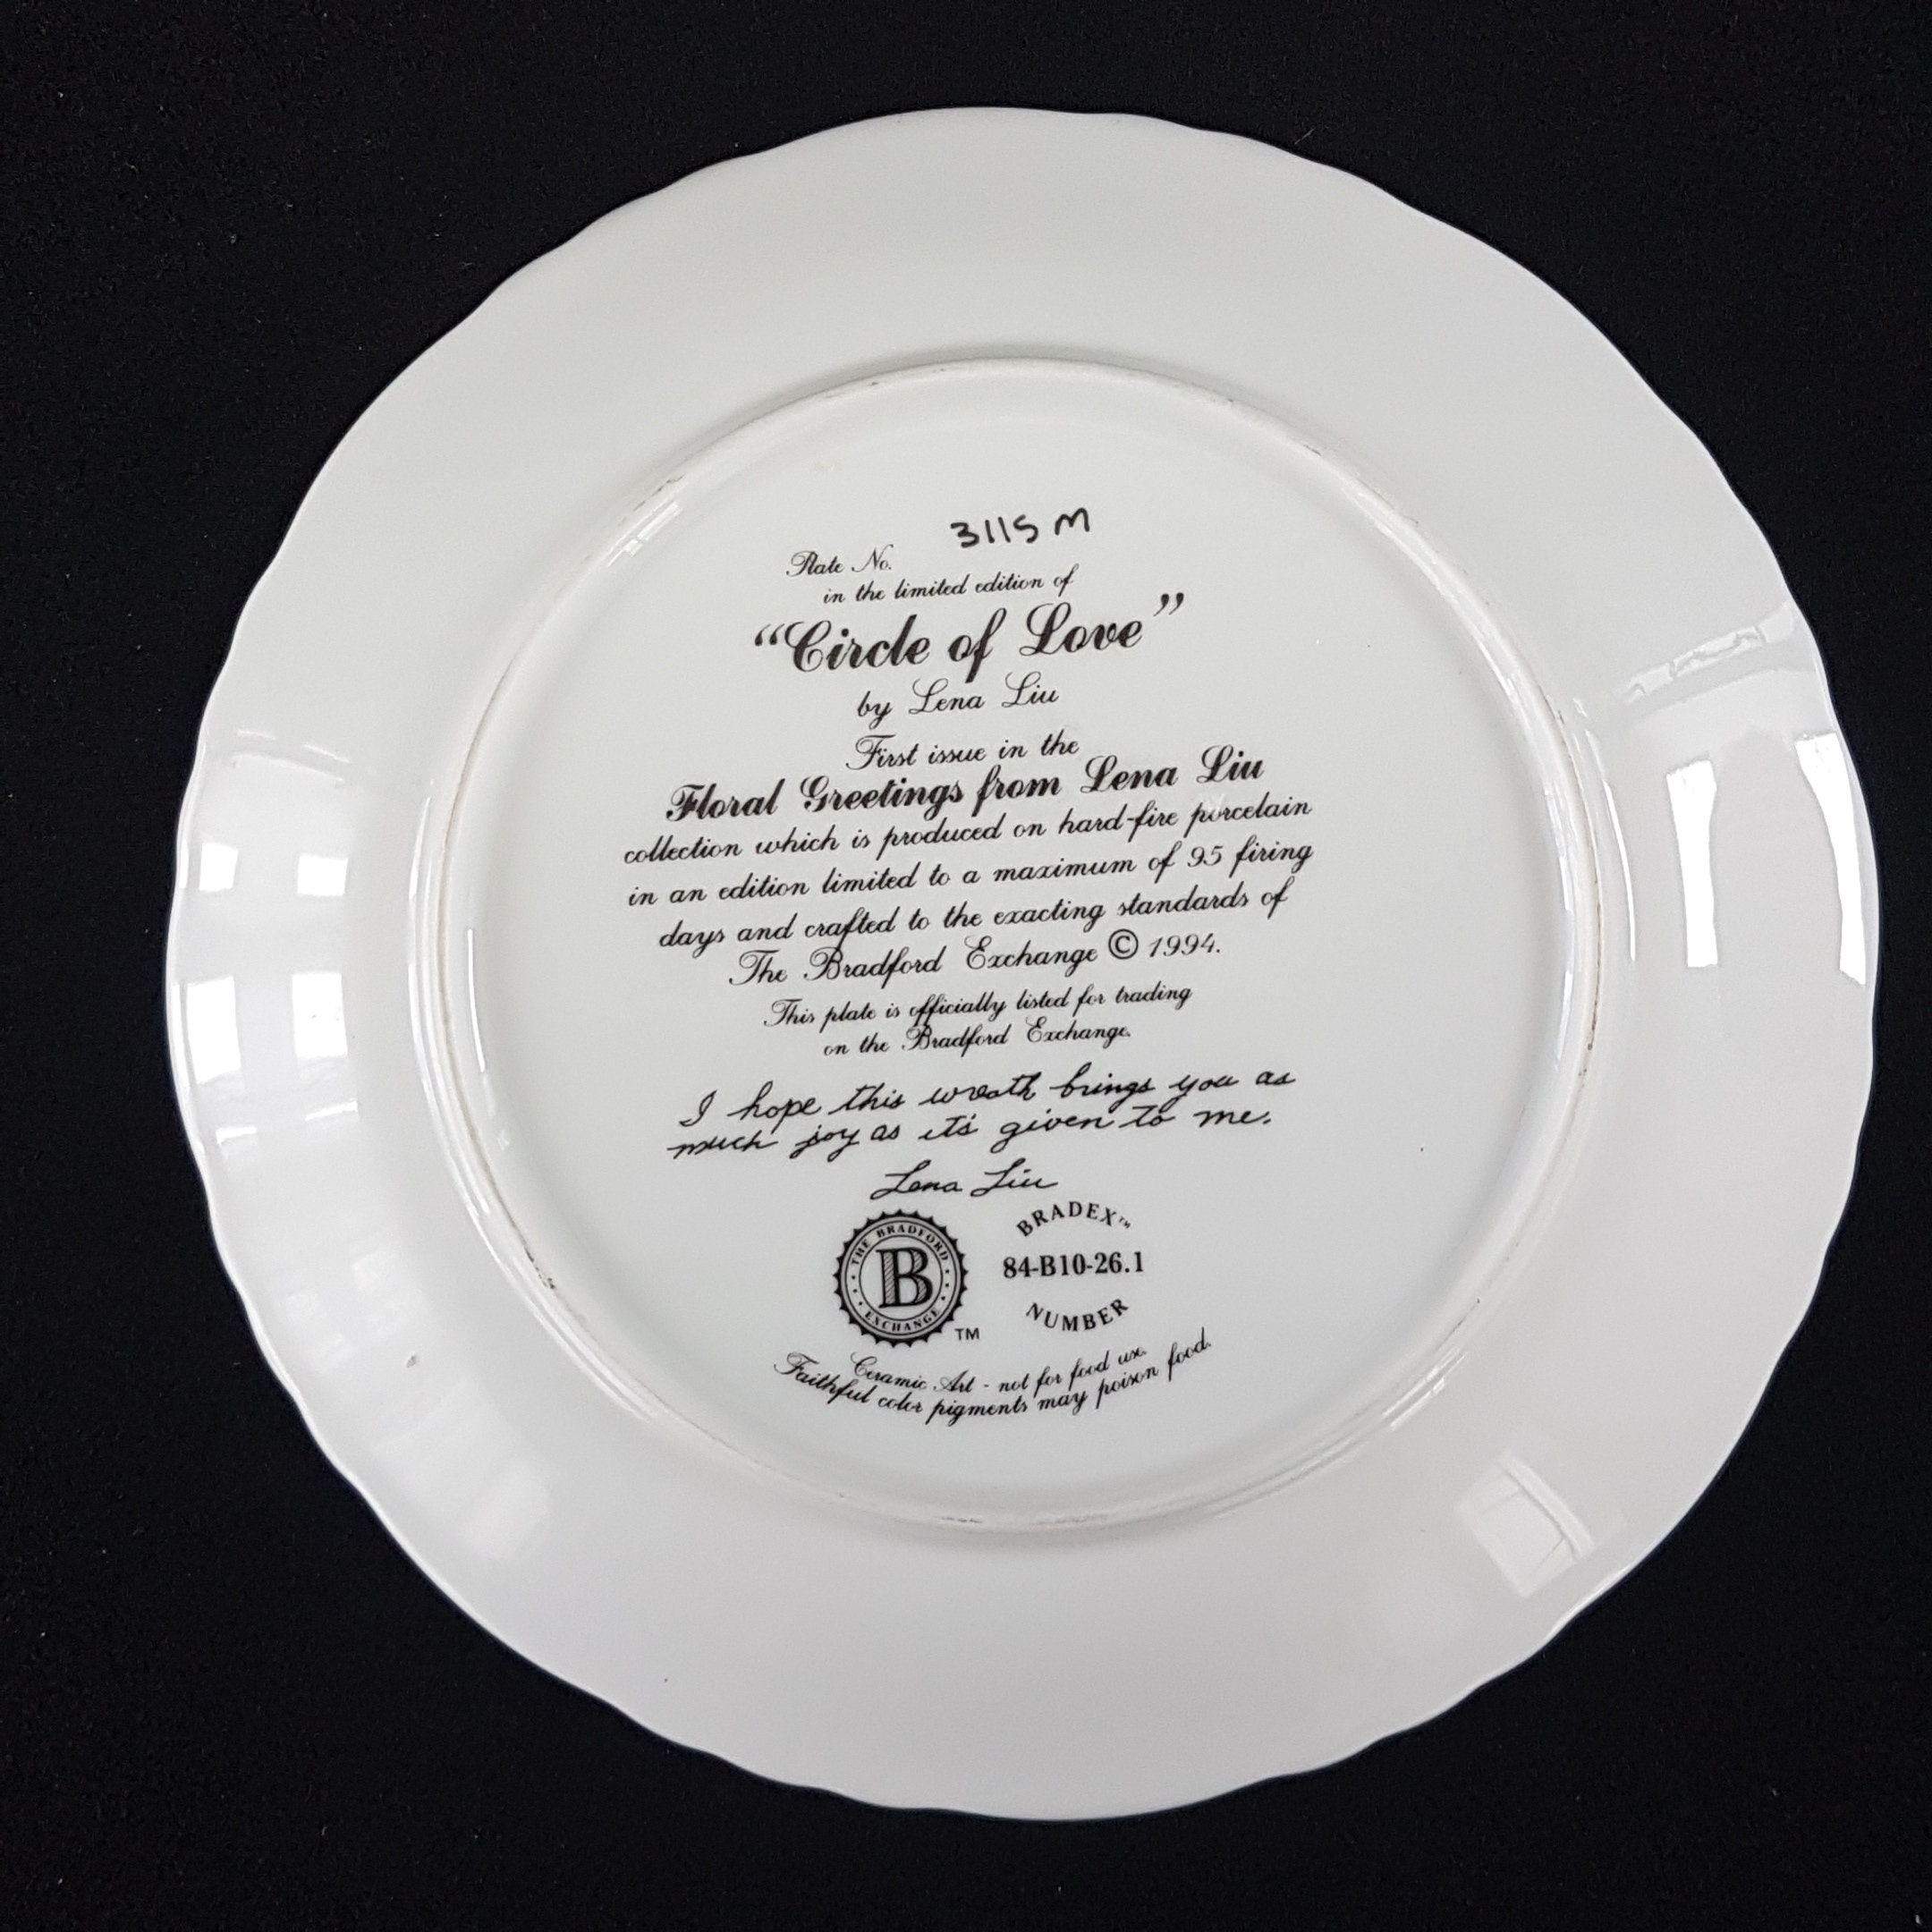 3115 M
Plate No.
in the limited edition of
“Circle of Love”
by Lena Liu
First issue in the
Floral Greetings from Lena Liu
collection which is produced on hard-fire porcelain
in an edition limited to a maximum of 95 firing
days and crafted to the exacting standards of
The Bradford Exchange © 1994.
This plate is officially listed for trading
on the Bradford Exchange.
I hope this wreath brings you as
much joy as it's given to me.
Lena Liu
THE BRADFORD
B
EXCHANGE
TM
BRADEX™
84-B10-26.1
NUMBER
Ceramic Art - not for food use.
Faithful color pigments may poison food.